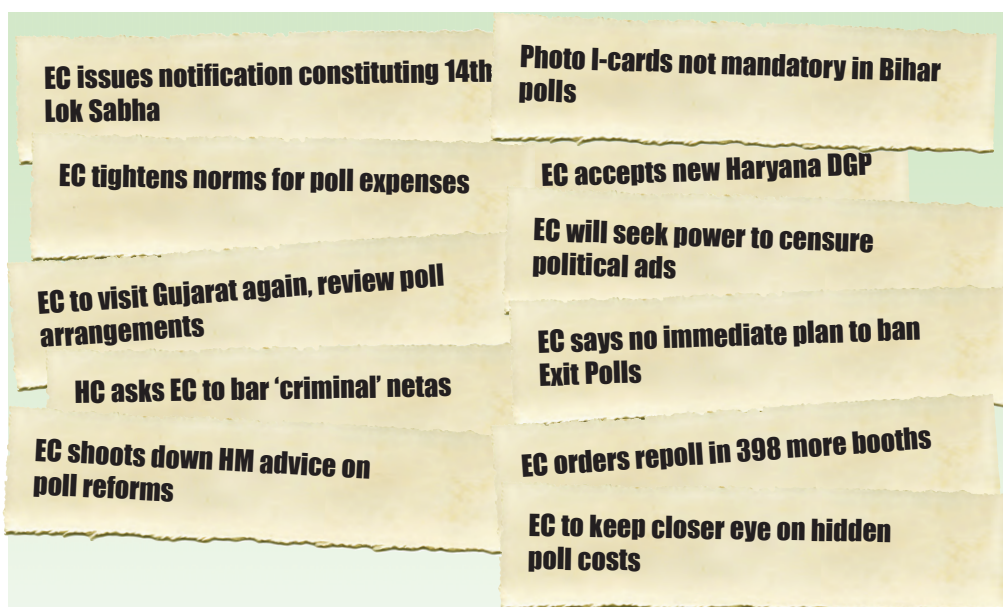 EC issues notification constituting 14th
Lok Sabha
EC tightens norms for poll expenses
EC to visit Gujarat again, review poll
arrangements
HC asks EC to bar ‘criminal’ netas
EC shoots down HM advice on
poll reforms
Photo I-cards not mandatory in Bihar
polls
EC accepts new Haryana DGP
EC will seek power to censure
political ads
EC says no immediate plan to ban
Exit Polls
EC orders repoll in 398 more booths
EC to keep closer eye on hidden
poll costs